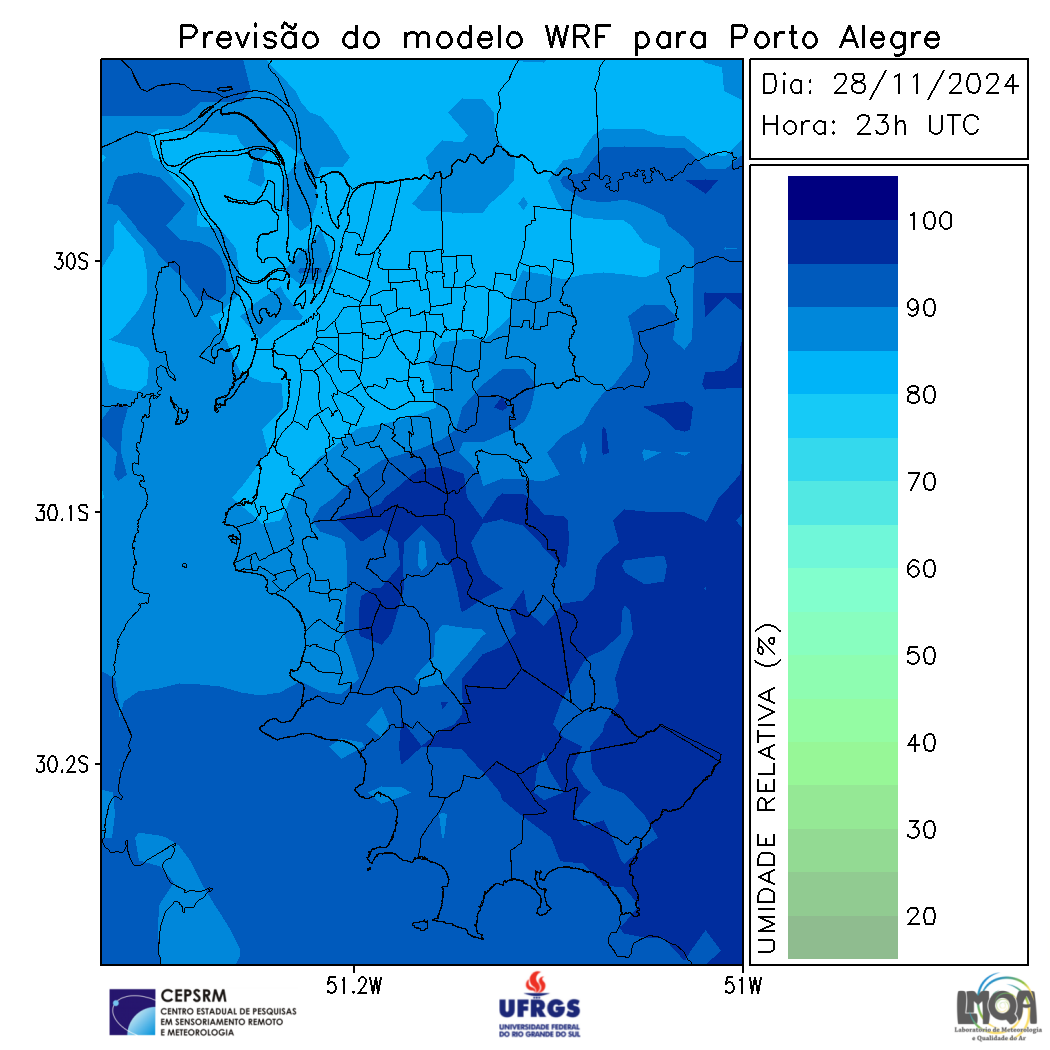 Previsão do modelo WRF para Porto Alegre
Dia: 28/11/2024
Hora: 23h UTC
30S
30.1S
30.2S
51.2W
51W
100
90
80
70
60
50
40
30
20
UMIDADE RELATIVA (%)
CEPSRM
CENTRO ESTADUAL DE PESQUISAS
EM SENSORIAMENTO REMOTO
E METEOROLOGIA
UFRGS
UNIVERSIDADE FEDERAL
DO RIO GRANDE DO SUL
LMQA
Laboratório de Meteorologia
e Qualidade do Ar